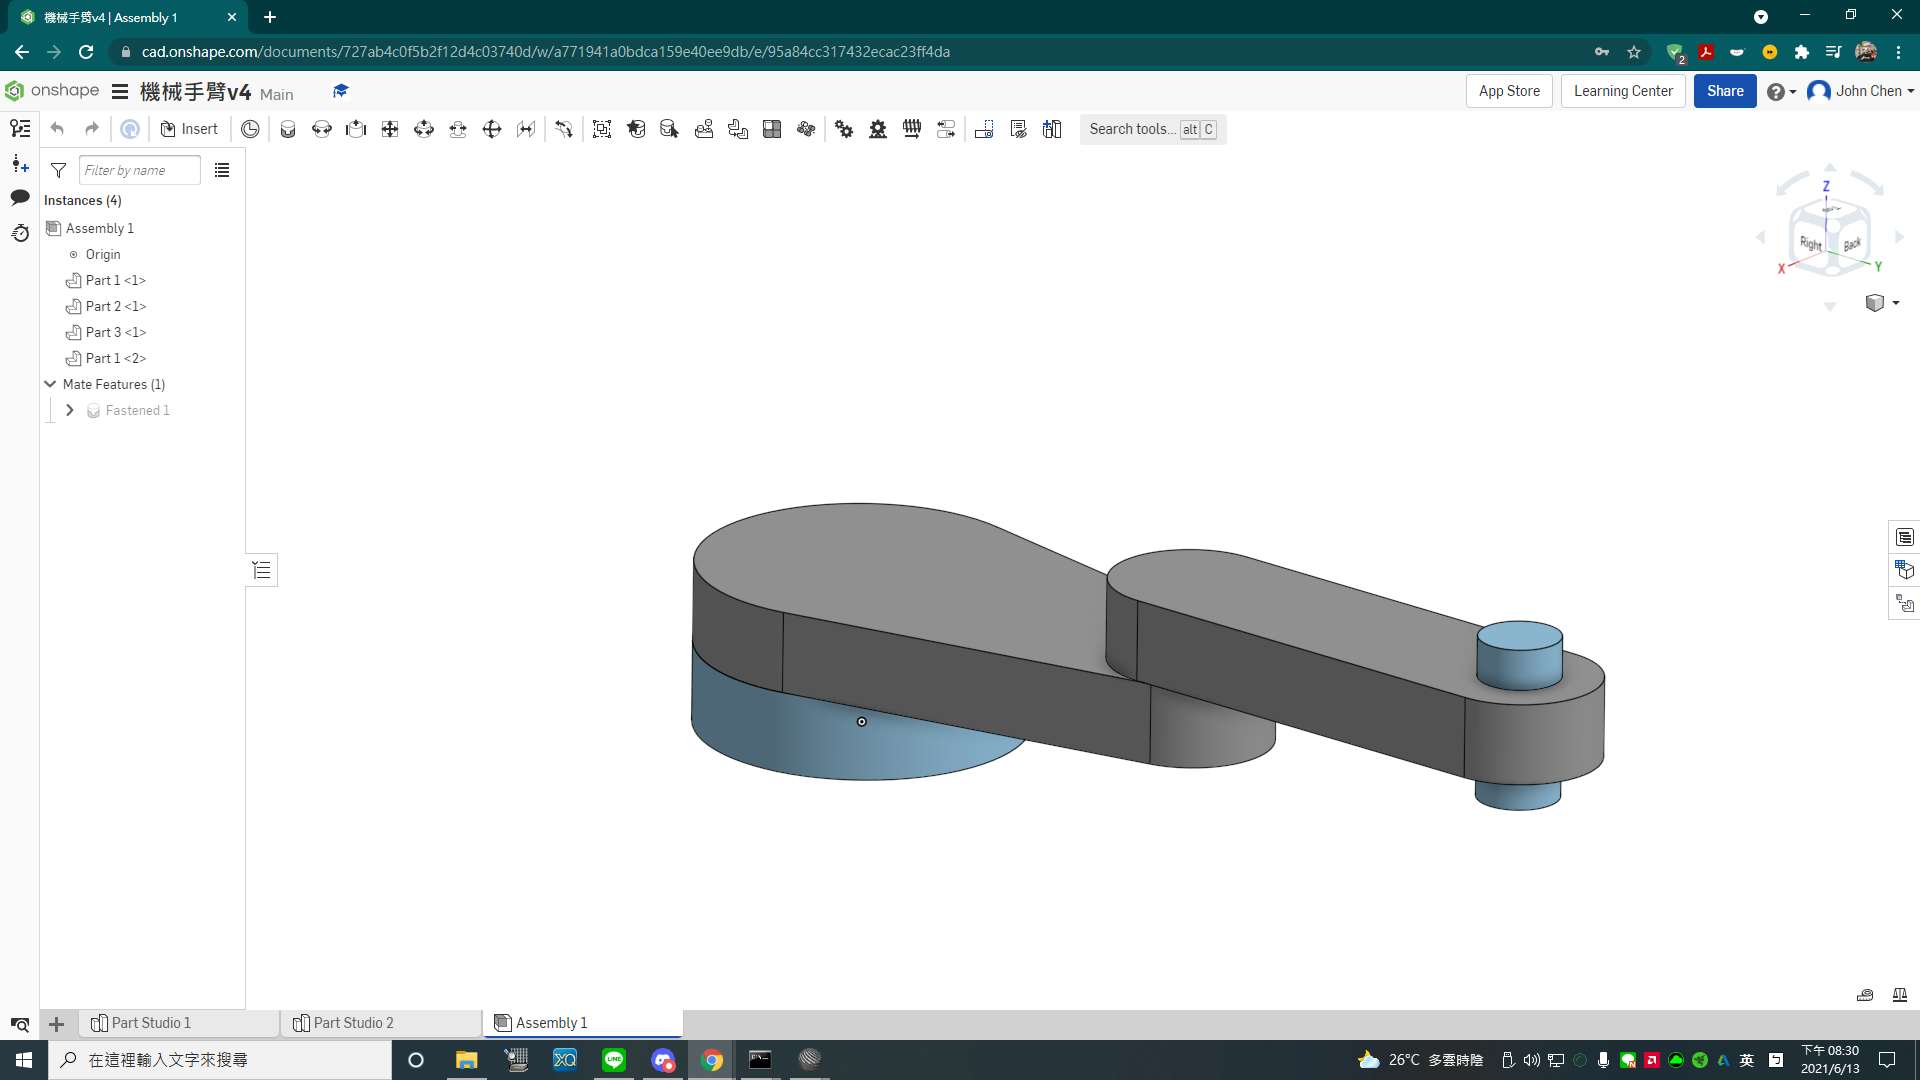 機械手臂v4 | Assembly 1
cad.onshape.com/documents/727ab4c0f5b2f12d4c03740d/w/a771941a0bdca159e40ee9db/e/95a84cc317432ecac23ff4da
2
onshape 機械手臂v4 Main
App Store
Learning Center
Share
John Chen
Insert
Search tools... alt C
Filter by name
Instances (4)
Assembly 1
Origin
Part 1 <1>
Part 2 <1>
Part 3 <1>
Part 1 <2>
Mate Features (1)
Fastened 1
Z
Right
Back
X
Y
Part Studio 1
Part Studio 2
Assembly 1
在這裡輸入文字來搜尋
XQ
LINE
26°C 多雲時陰
英
下午 08:30
2021/6/13